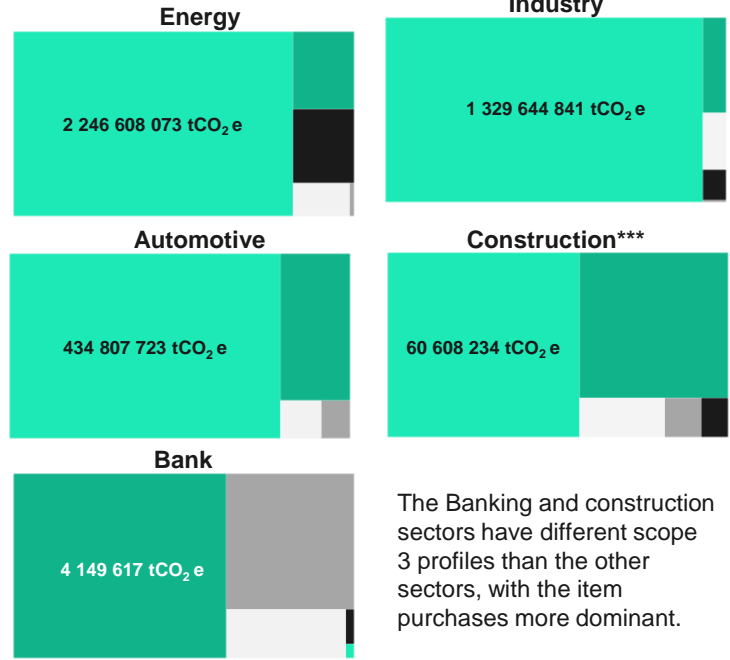 Energy
Industry
2 246 608 073 tCO₂ e
1 329 644 841 tCO₂ e
Automotive
Construction***
434 807 723 tCO₂ e
60 608 234 tCO₂ e
Bank
4 149 617 tCO₂ e
The Banking and construction
sectors have different scope
3 profiles than the other
sectors, with the item
purchases more dominant.